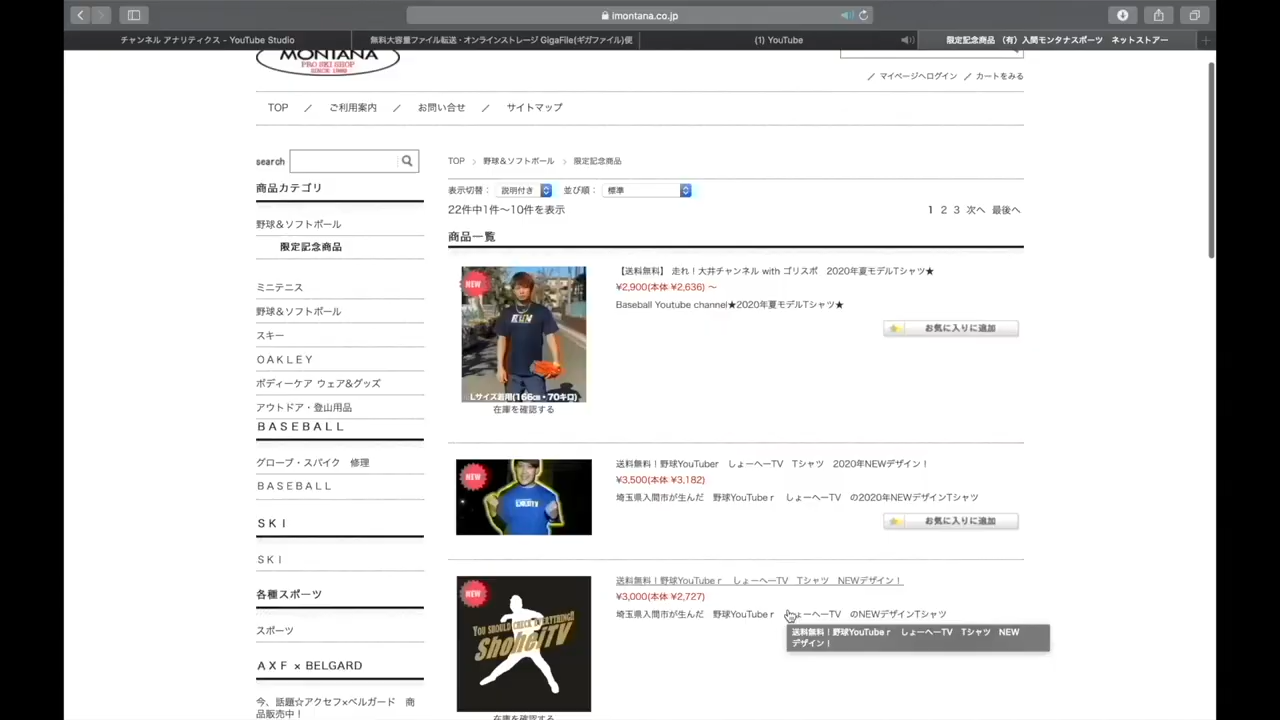 imontana.co.jp
チャンネル アナリティクス - YouTube Studio
無料大容量ファイル転送・オンラインストレージ GigaFile(ギガファイル)便
(1) YouTube
限定記念商品 （有）入間モンタナスポーツ　ネットストアー
MONTANA
PRO SKI SHOP
／ マイページへログイン ／ カートをみる
TOP ／ ご利用案内 ／ お問い合せ ／ サイトマップ
search
商品カテゴリ
野球＆ソフトボール
限定記念商品
ミニテニス
野球＆ソフトボール
スキー
ＯＡＫＬＥＹ
ボディーケア ウェア&グッズ
アウトドア・登山用品
ＢＡＳＥＢＡＬＬ
グローブ・スパイク　修理
ＢＡＳＥＢＡＬＬ
ＳＫＩ
ＳＫＩ
各種スポーツ
スポーツ
ＡＸＦ × BELGARD
今、話題☆アクセフ×ベルガード　商
品販売中！
TOP > 野球＆ソフトボール > 限定記念商品
表示切替： 説明付き 並び順： 標準
22件中1件〜10件を表示
1 2 3 次へ 最後へ
商品一覧
NEW
RUN
Lサイズ着用(166㎝・70キロ)
在庫を確認する
【送料無料】 走れ！大井チャンネル with ゴリスポ　2020年夏モデルTシャツ★
¥2,900(本体 ¥2,636) 〜
Baseball Youtube channel★2020年夏モデルTシャツ★
お気に入りに追加
NEW
送料無料！野球YouTuber　しょーへーTV　Tシャツ　2020年NEWデザイン！
¥3,500(本体 ¥3,182)
埼玉県入間市が生んだ　野球YouTubeｒ　しょーへーTV　の2020年NEWデザインTシャツ
お気に入りに追加
NEW
YOU SHOULD CHECK EVERYTHING!!
ShoheiTV
在庫を確認する
送料無料！野球YouTubeｒ　しょーへーTV　Tシャツ　NEWデザイン！
¥3,000(本体 ¥2,727)
埼玉県入間市が生んだ　野球YouTubeｒ　しょーへーTV　のNEWデザインTシャツ
送料無料！野球YouTubeｒ　しょーへーTV　Tシャツ　NEW
デザイン！